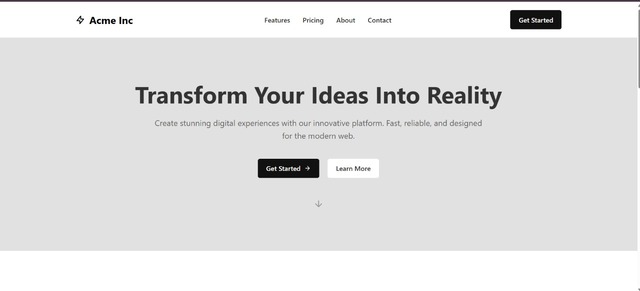 Acme Inc
Features
Pricing
About
Contact
Get Started
Transform Your Ideas Into Reality
Create stunning digital experiences with our innovative platform. Fast, reliable, and designed
for the modern web.
Get Started →
Learn More
↓